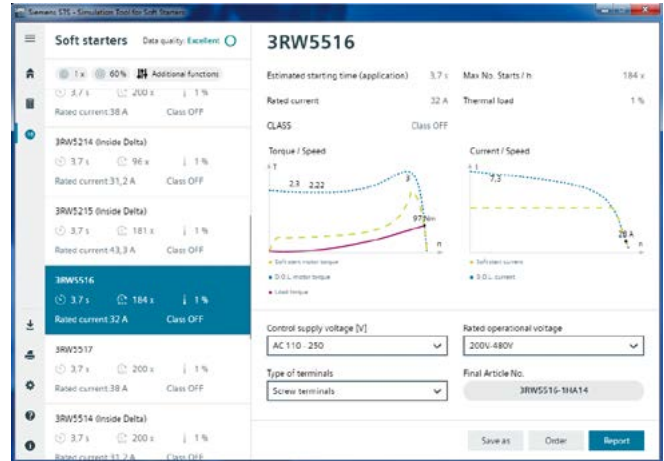 Siemens STS - Simulation Tool for Soft Starters
Soft starters
Data quality: Excellent
1 x
60%
Additional functions
3,7 s
200 x
1 %
Rated current:38 A
Class OFF
3RW5214 (Inside Delta)
3,7 s
96 x
1 %
Rated current:31,2 A
Class OFF
3RW5215 (Inside Delta)
3,7 s
181 x
1 %
Rated current:43,3 A
Class OFF
3RW5516
3,7 s
184 x
1 %
Rated current:32 A
Class OFF
3RW5517
3,7 s
200 x
1 %
Rated current:38 A
Class OFF
3RW5514 (Inside Delta)
3,7 s
200 x
1 %
Rated current:31,2 A
Class OFF
3RW5516
Estimated starting time (application)
3,7 s
Max No. Starts / h
184 x
Rated current
32 A
Thermal load
1 %
CLASS
Class OFF
Torque / Speed
T
2.3
2.22
3
97 Nm
n
Soft start motor torque
D.O.L. motor torque
Load torque
Current / Speed
I
7.3
28 A
n
Soft start current
D.O.L. current
Control supply voltage [V]
AC 110 - 250
Rated operational voltage
200V-480V
Type of terminals
Screw terminals
Final Article No.
3RW5516-1HA14
Save as
Order
Report